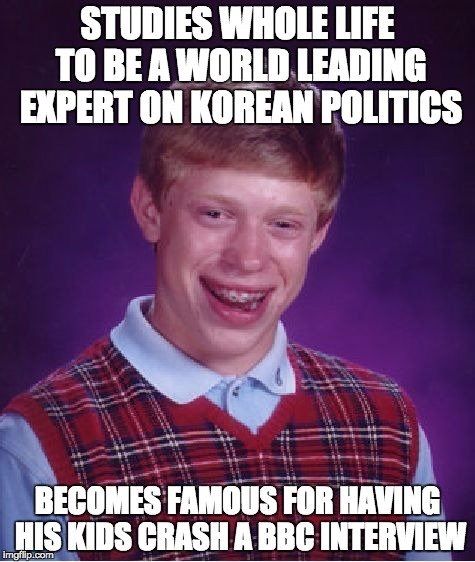 STUDIES WHOLE LIFE
TO BE A WORLD LEADING
EXPERT ON KOREAN POLITICS
BECOMES FAMOUS FOR HAVING
HIS KIDS CRASH A BBC INTERVIEW
imgflip.com